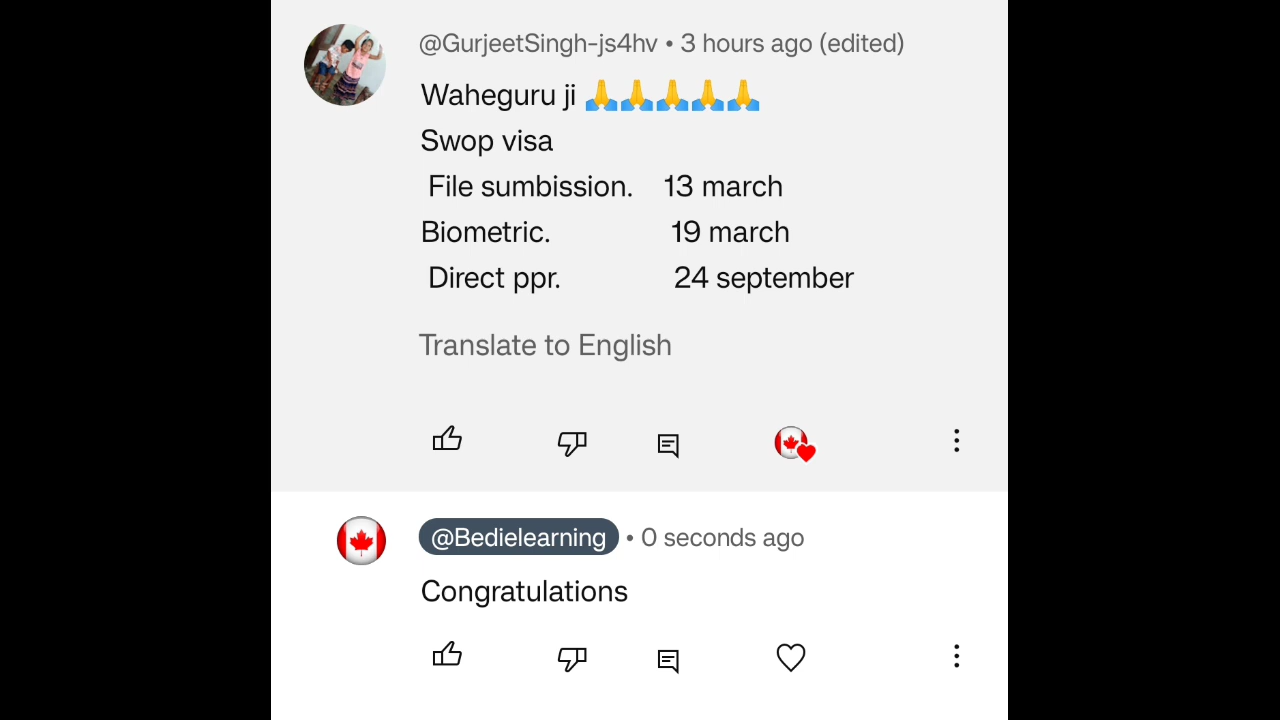 @GurjeetSingh-js4hv • 3 hours ago (edited)
Waheguru ji 🙏🙏🙏🙏🙏
Swop visa
File sumbission. 13 march
Biometric. 19 march
Direct ppr. 24 september
Translate to English
@Bedielearning • 0 seconds ago
Congratulations